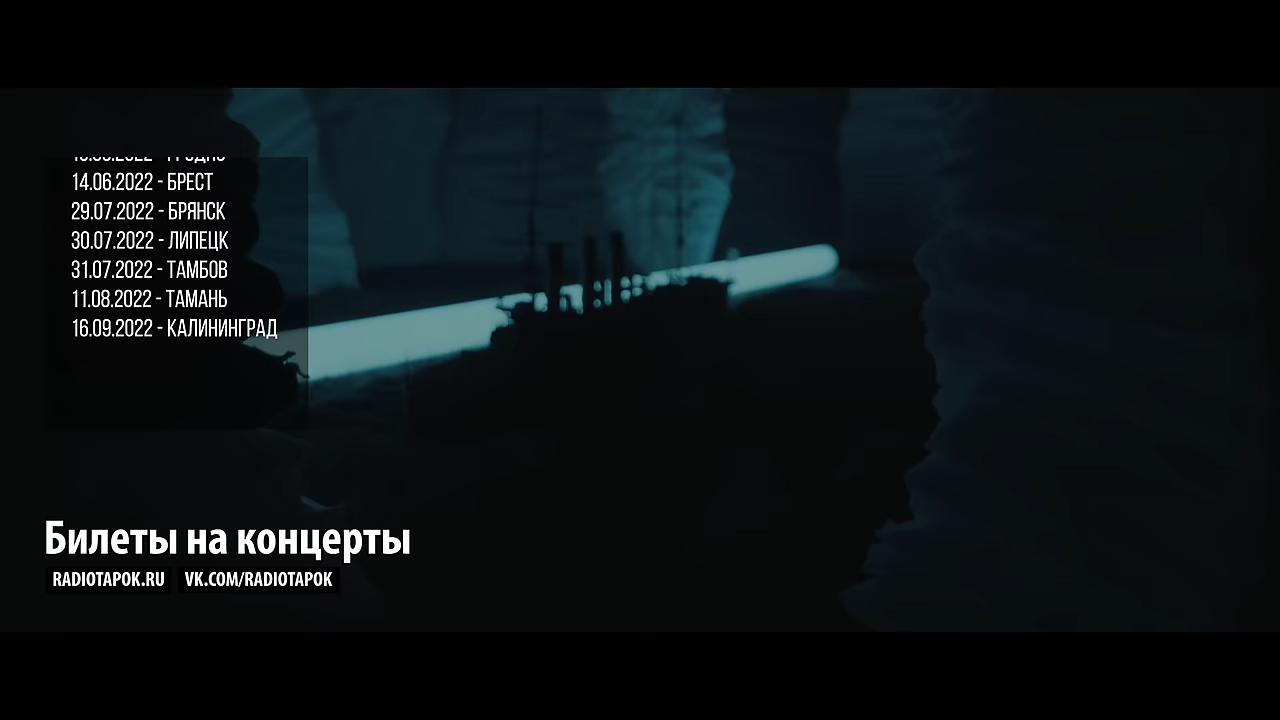 14.06.2022 - БРЕСТ
29.07.2022 - БРЯНСК
30.07.2022 - ЛИПЕЦК
31.07.2022 - ТАМБОВ
11.08.2022 - ТАМАНЬ
16.09.2022 - КАЛИНИНГРАД
Билеты на концерты
RADIOTAPOK.RU VK.COM/RADIOTAPOK